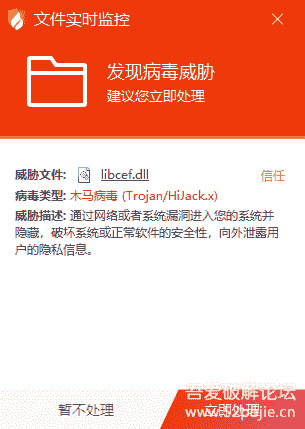 文件实时监控
发现病毒威胁
建议您立即处理
威胁文件: libcef.dll 信任
病毒类型: 木马病毒 (Trojan/HiJack.x)
威胁描述: 通过网络或者系统漏洞进入您的系统并
隐藏，破坏系统或正常软件的安全性，向外泄露用
户的隐私信息。
暂不处理 立即处理
吾爱破解论坛
www.52pojie.cn